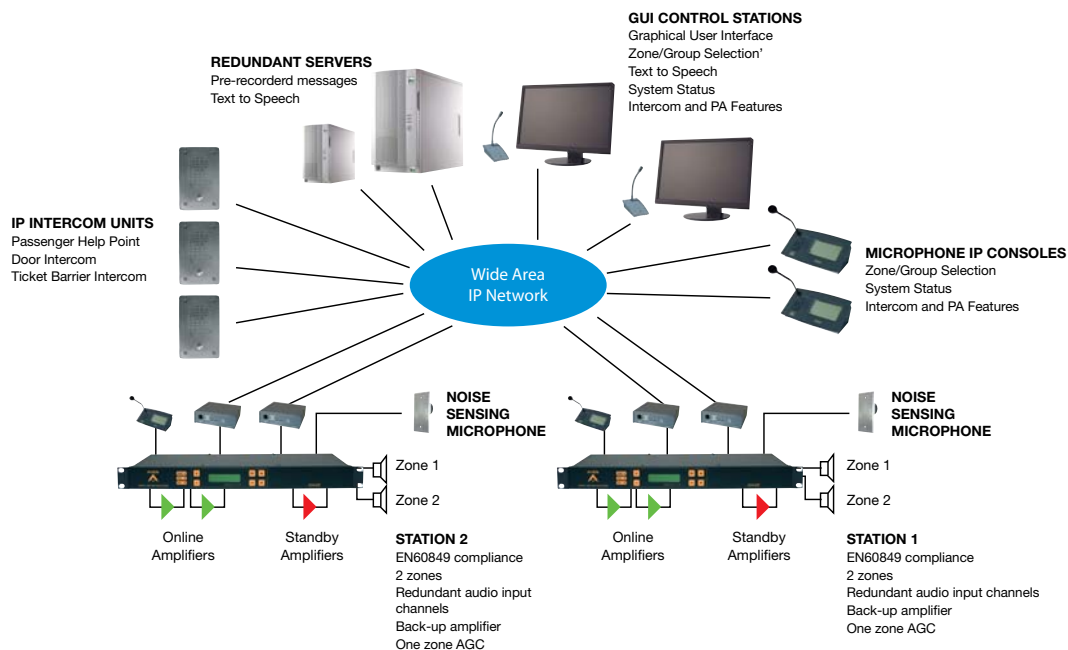 GUI CONTROL STATIONS
Graphical User Interface
Zone/Group Selection’
Text to Speech
System Status
Intercom and PA Features
REDUNDANT SERVERS
Pre-recorderd messages
Text to Speech
IP INTERCOM UNITS
Passenger Help Point
Door Intercom
Ticket Barrier Intercom
Wide Area
IP Network
MICROPHONE IP CONSOLES
Zone/Group Selection
System Status
Intercom and PA Features
NOISE
SENSING
MICROPHONE
Zone 1
Zone 2
Online
Amplifiers
Standby
Amplifiers
STATION 2
EN60849 compliance
2 zones
Redundant audio input
channels
Back-up amplifier
One zone AGC
NOISE
SENSING
MICROPHONE
Zone 1
Zone 2
Online
Amplifiers
Standby
Amplifiers
STATION 1
EN60849 compliance
2 zones
Redundant audio input channels
Back-up amplifier
One zone AGC